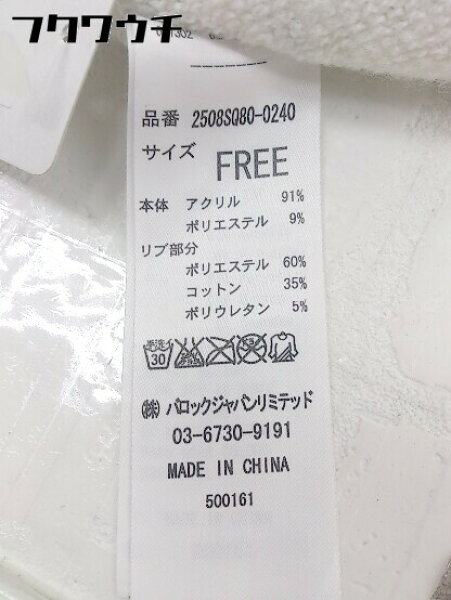 フクワウチ
品番 2508SQ80-0240
サイズ FREE
本体 アクリル 91%
ポリエステル 9%
リブ部分
ポリエステル 60%
コットン 35%
ポリウレタン 5%
手洗イ 30
㈱バロックジャパンリミテッド
03-6730-9191
MADE IN CHINA
500161